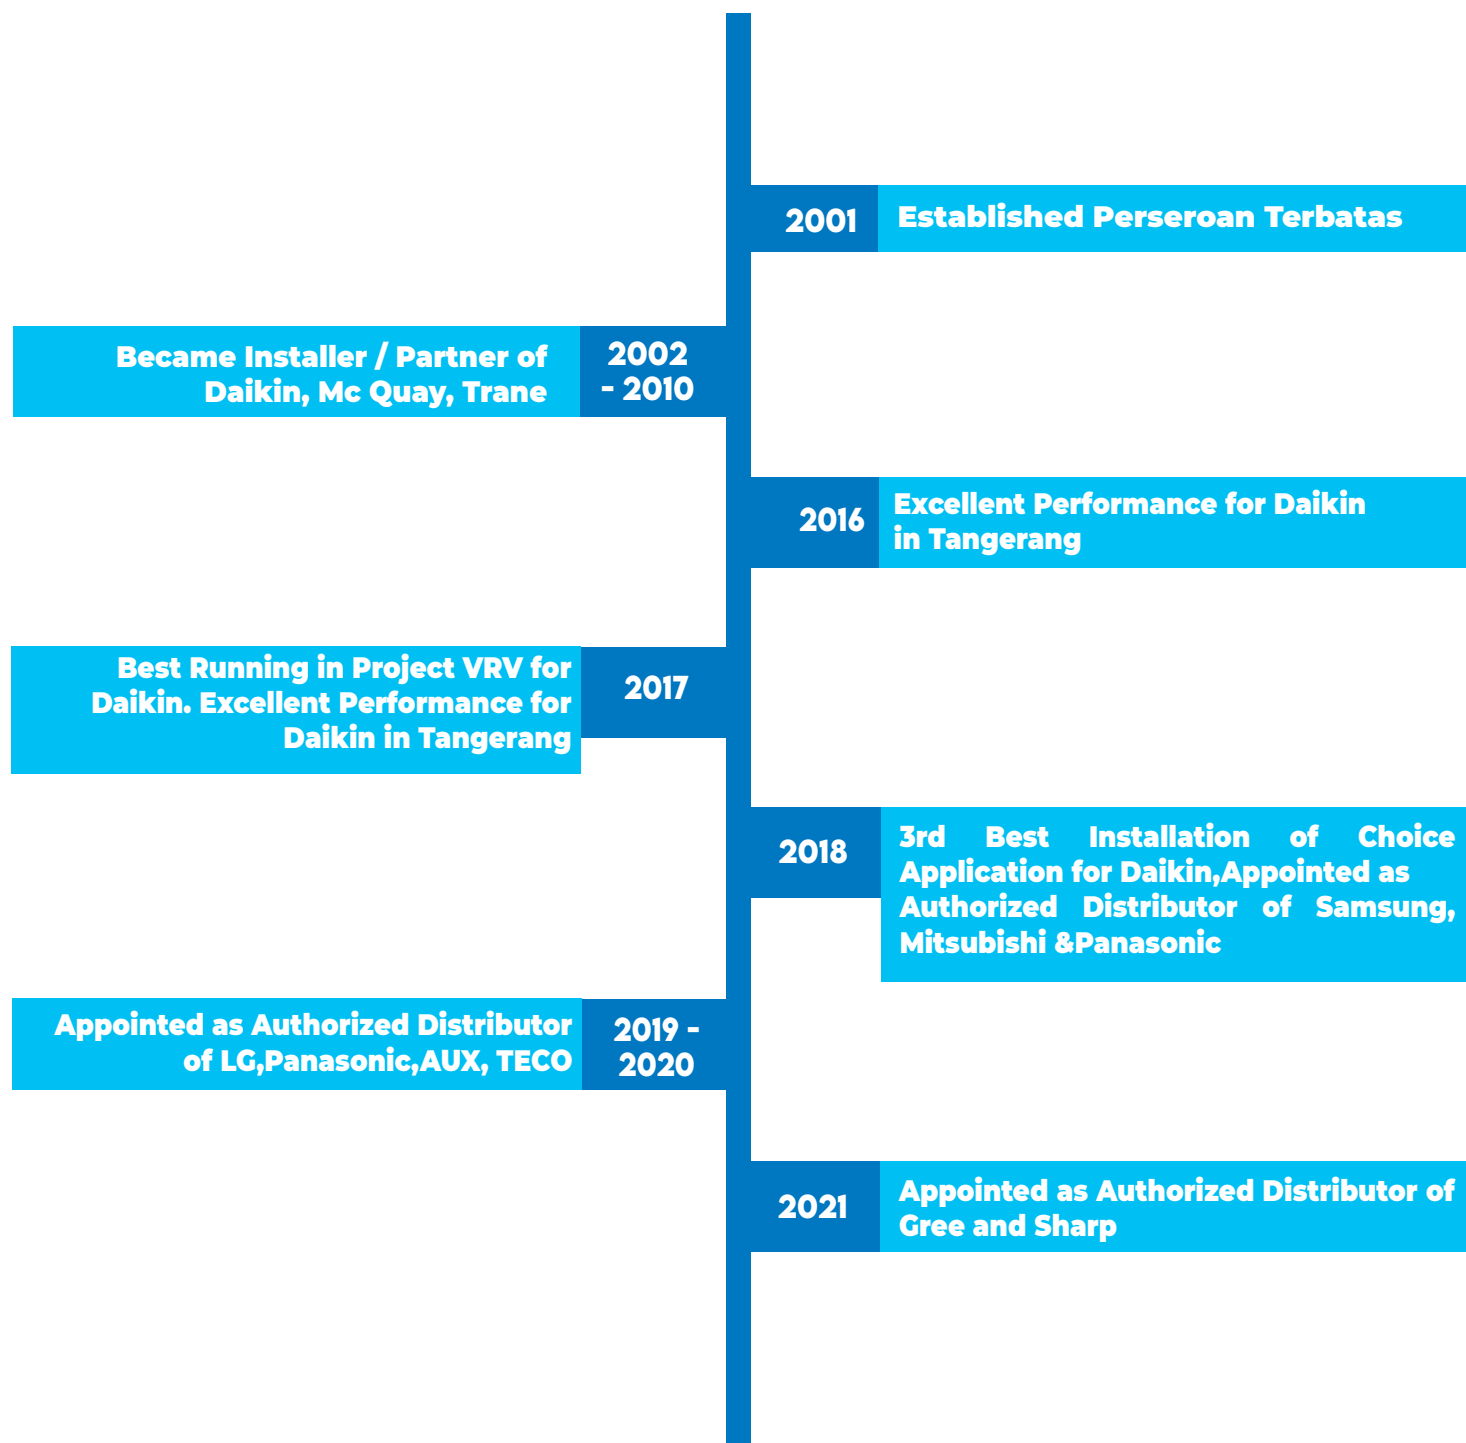 2001
Established Perseroan Terbatas
2002
- 2010
Became Installer / Partner of
Daikin, Mc Quay, Trane
2016
Excellent Performance for Daikin
in Tangerang
2017
Best Running in Project VRV for
Daikin. Excellent Performance for
Daikin in Tangerang
2018
3rd Best Installation of Choice
Application for Daikin,Appointed as
Authorized Distributor of Samsung,
Mitsubishi &Panasonic
2019 -
2020
Appointed as Authorized Distributor
of LG,Panasonic,AUX, TECO
2021
Appointed as Authorized Distributor of
Gree and Sharp